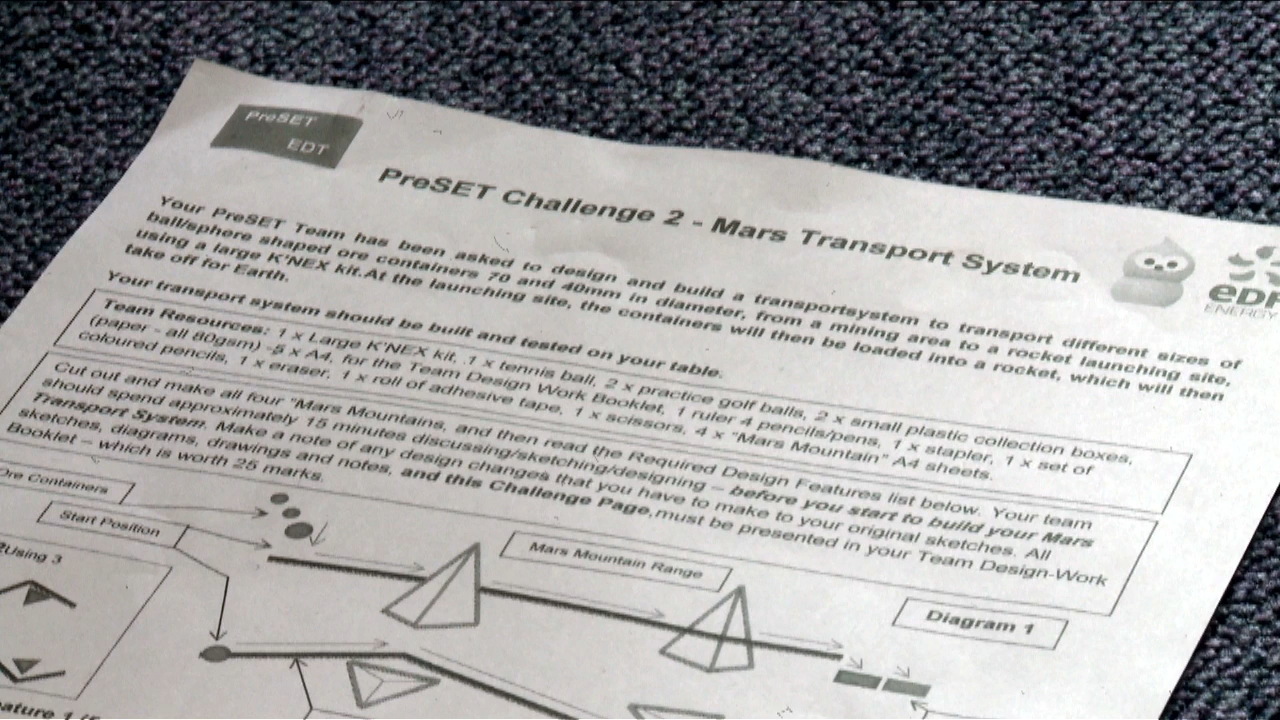 PreSET
EDT
PreSET Challenge 2 - Mars Transport System
eDF
ENERGY
Your PreSET Team has been asked to design and build a transportsystem to transport different sizes of
ball/sphere shaped ore containers 70 and 40mm in diameter, from a mining area to a rocket launching site,
using a large K'NEX kit.At the launching site, the containers will then be loaded into a rocket, which will then
take off for Earth.
Your transport system should be built and tested on your table.
Team Resources: 1 x Large K'NEX kit, 1 x tennis ball, 2 x practice golf balls, 2 x small plastic collection boxes,
(paper - all 80gsm) -5 x A4, for the Team Design Work Booklet, 1 ruler 4 pencils/pens, 1 x stapler, 1 x set of
coloured pencils, 1 x eraser, 1 x roll of adhesive tape, 1 x scissors, 4 x "Mars Mountain" A4 sheets.
Cut out and make all four "Mars Mountains, and then read the Required Design Features list below. Your team
should spend approximately 15 minutes discussing/sketching/designing – before you start to build your Mars
Transport System. Make a note of any design changes that you have to make to your original sketches. All
sketches, diagrams, drawings and notes, and this Challenge Page,must be presented in your Team Design-Work
Booklet – which is worth 25 marks.
Ore Containers
Start Position
Mars Mountain Range
Diagram 1
Using 3